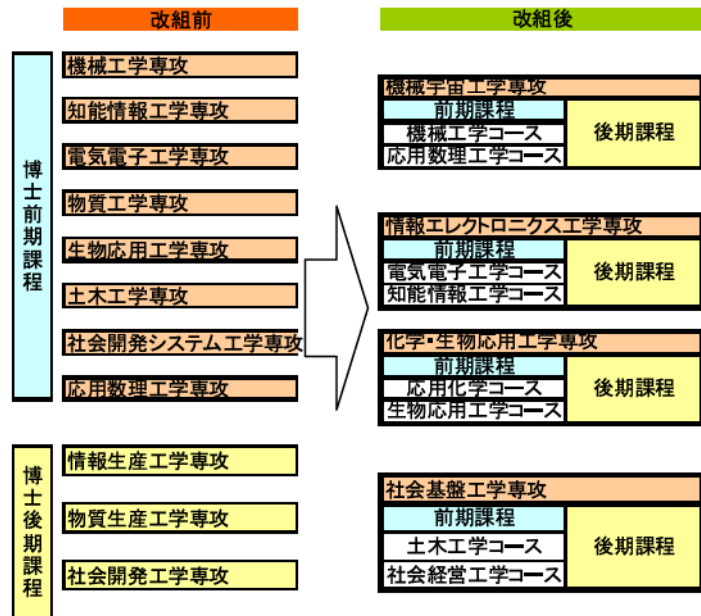 改組前
博士前期課程
機械工学専攻
知能情報工学専攻
電気電子工学専攻
物質工学専攻
生物応用工学専攻
土木工学専攻
社会開発システム工学専攻
応用数理工学専攻
博士後期課程
情報生産工学専攻
物質生産工学専攻
社会開発工学専攻
改組後
機械宇宙工学専攻
前期課程
機械工学コース
応用数理工学コース
後期課程
情報エレクトロニクス工学専攻
前期課程
電気電子工学コース
知能情報工学コース
後期課程
化学・生物応用工学専攻
前期課程
応用化学コース
生物応用工学コース
後期課程
社会基盤工学専攻
前期課程
土木工学コース
社会経営工学コース
後期課程